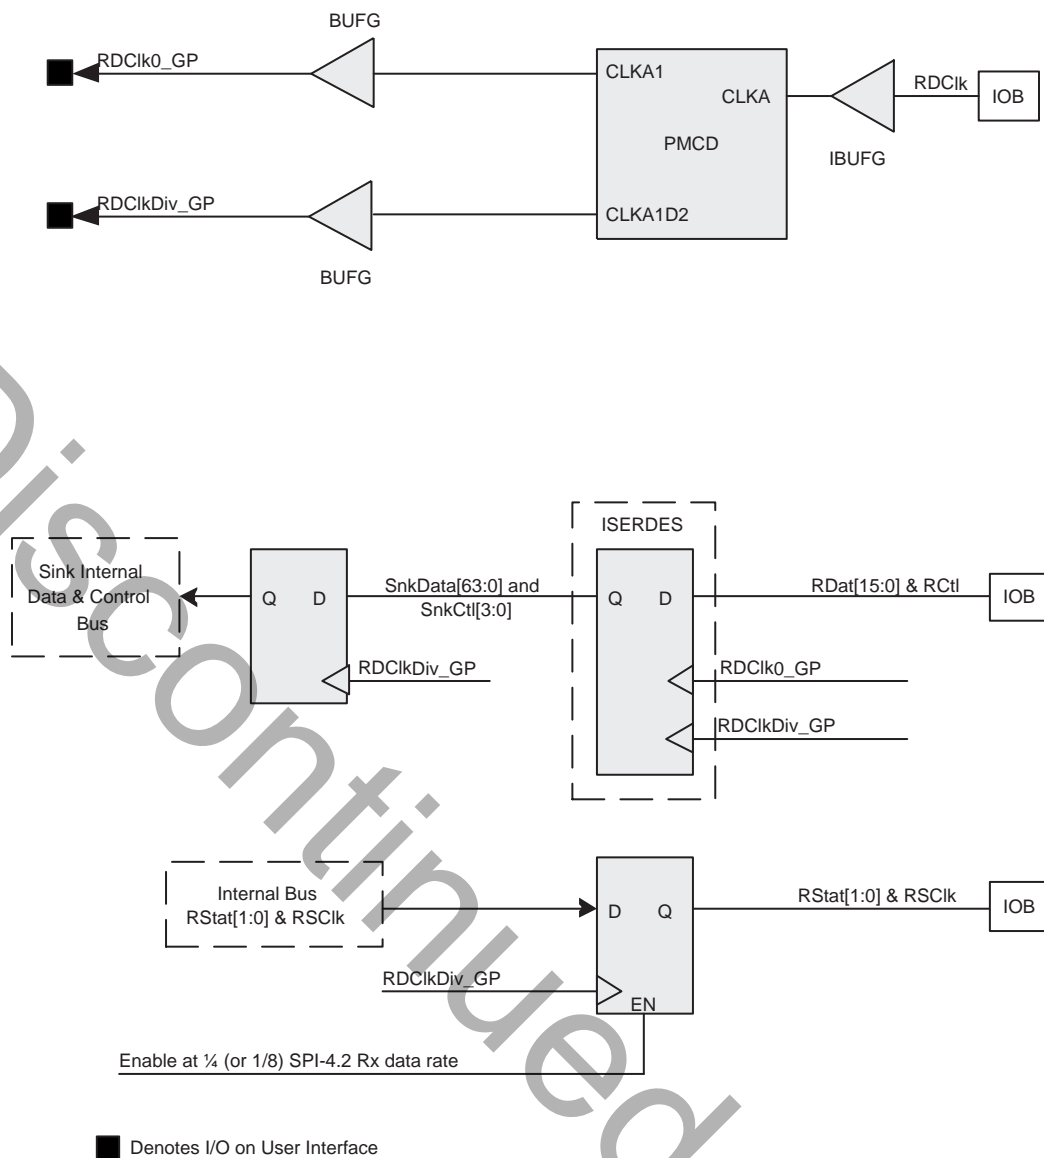 BUFG
RDClk0_GP
CLKA1
CLKA
RDClk
IOB
PMCD
IBUFG
RDClkDiv_GP
CLKA1D2
BUFG
ISERDES
Sink Internal
Data & Control
Bus
Q D
SnkData[63:0] and
SnkCtl[3:0]
Q D
RDat[15:0] & RCtl
IOB
RDClkDiv_GP
RDClk0_GP
RDClkDiv_GP
Internal Bus
RStat[1:0] & RSClk
D Q
RStat[1:0] & RSClk
IOB
RDClkDiv_GP
EN
Enable at ¼ (or 1/8) SPI-4.2 Rx data rate
Denotes I/O on User Interface
Discontinued